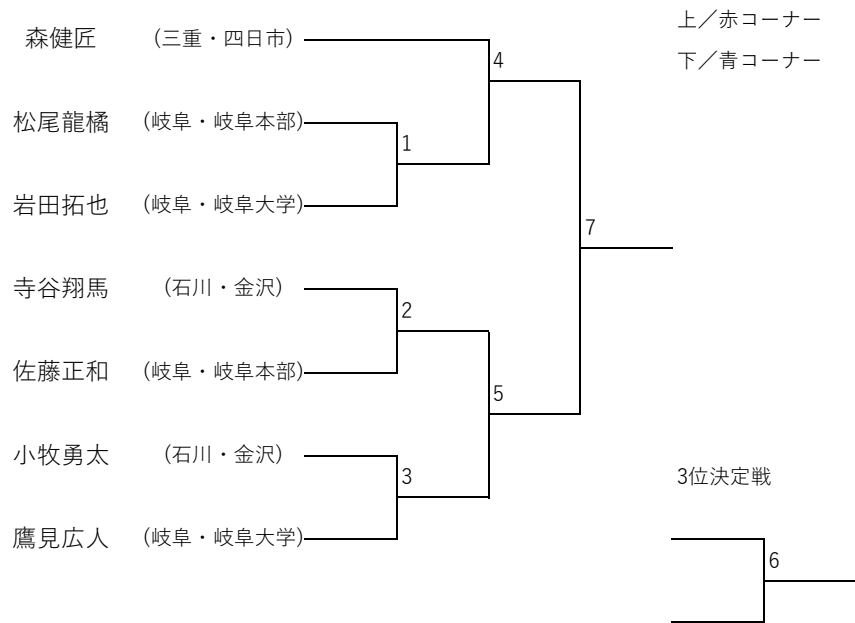 上／赤コーナー
下／青コーナー
森健匠 (三重・四日市)
4
松尾龍橘 (岐阜・岐阜本部)
1
岩田拓也 (岐阜・岐阜大学)
7
寺谷翔馬 (石川・金沢)
2
佐藤正和 (岐阜・岐阜本部)
5
小牧勇太 (石川・金沢)
3
3位決定戦
鷹見広人 (岐阜・岐阜大学)
6